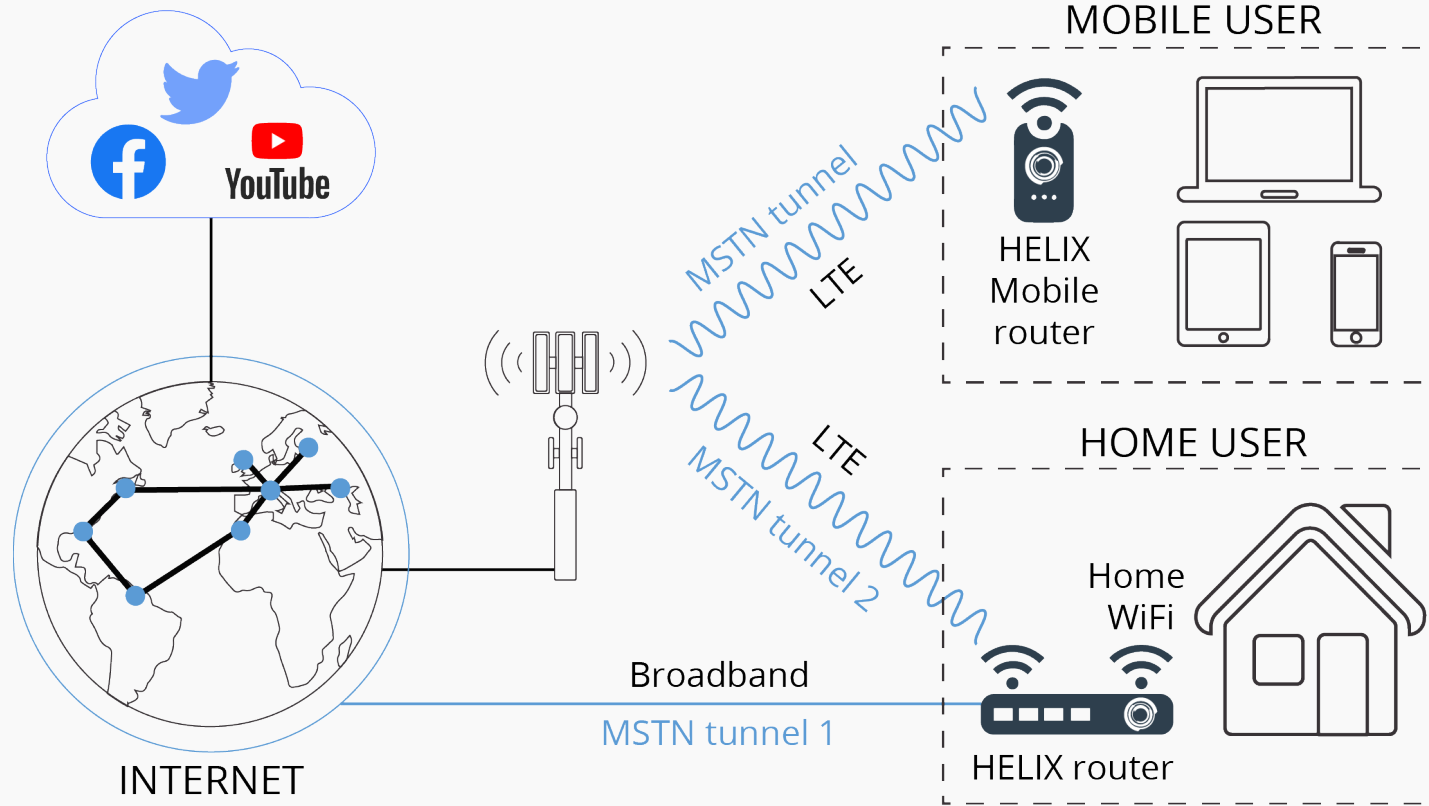 MOBILE USER
YouTube
MSTN tunnel
LTE
HELIX
Mobile
router
HOME USER
LTE
MSTN tunnel 2
Home
WiFi
Broadband
MSTN tunnel 1
HELIX router
INTERNET